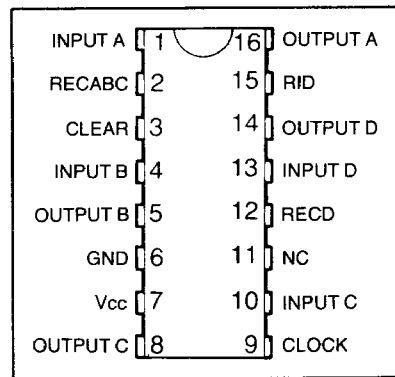 INPUT A 1 16 OUTPUT A
RECABC 2 15 RID
CLEAR 3 14 OUTPUT D
INPUT B 4 13 INPUT D
OUTPUT B 5 12 RECD
GND 6 11 NC
Vcc 7 10 INPUT C
OUTPUT C 8 9 CLOCK